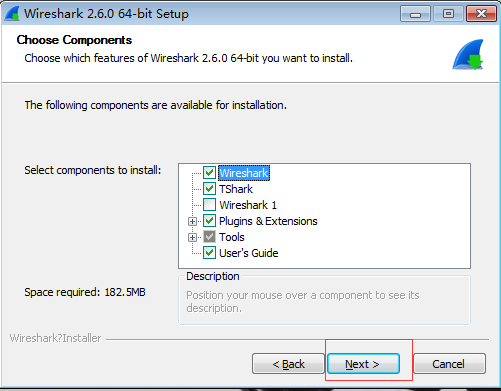 Wireshark 2.6.0 64-bit Setup
Choose Components
Choose which features of Wireshark 2.6.0 64-bit you want to install.
The following components are available for installation.
Select components to install:
Wireshark
TShark
Wireshark 1
Plugins & Extensions
Tools
User's Guide
Space required: 182.5MB
Description
Position your mouse over a component to see its
description.
Wireshark?Installer
< Back
Next >
Cancel